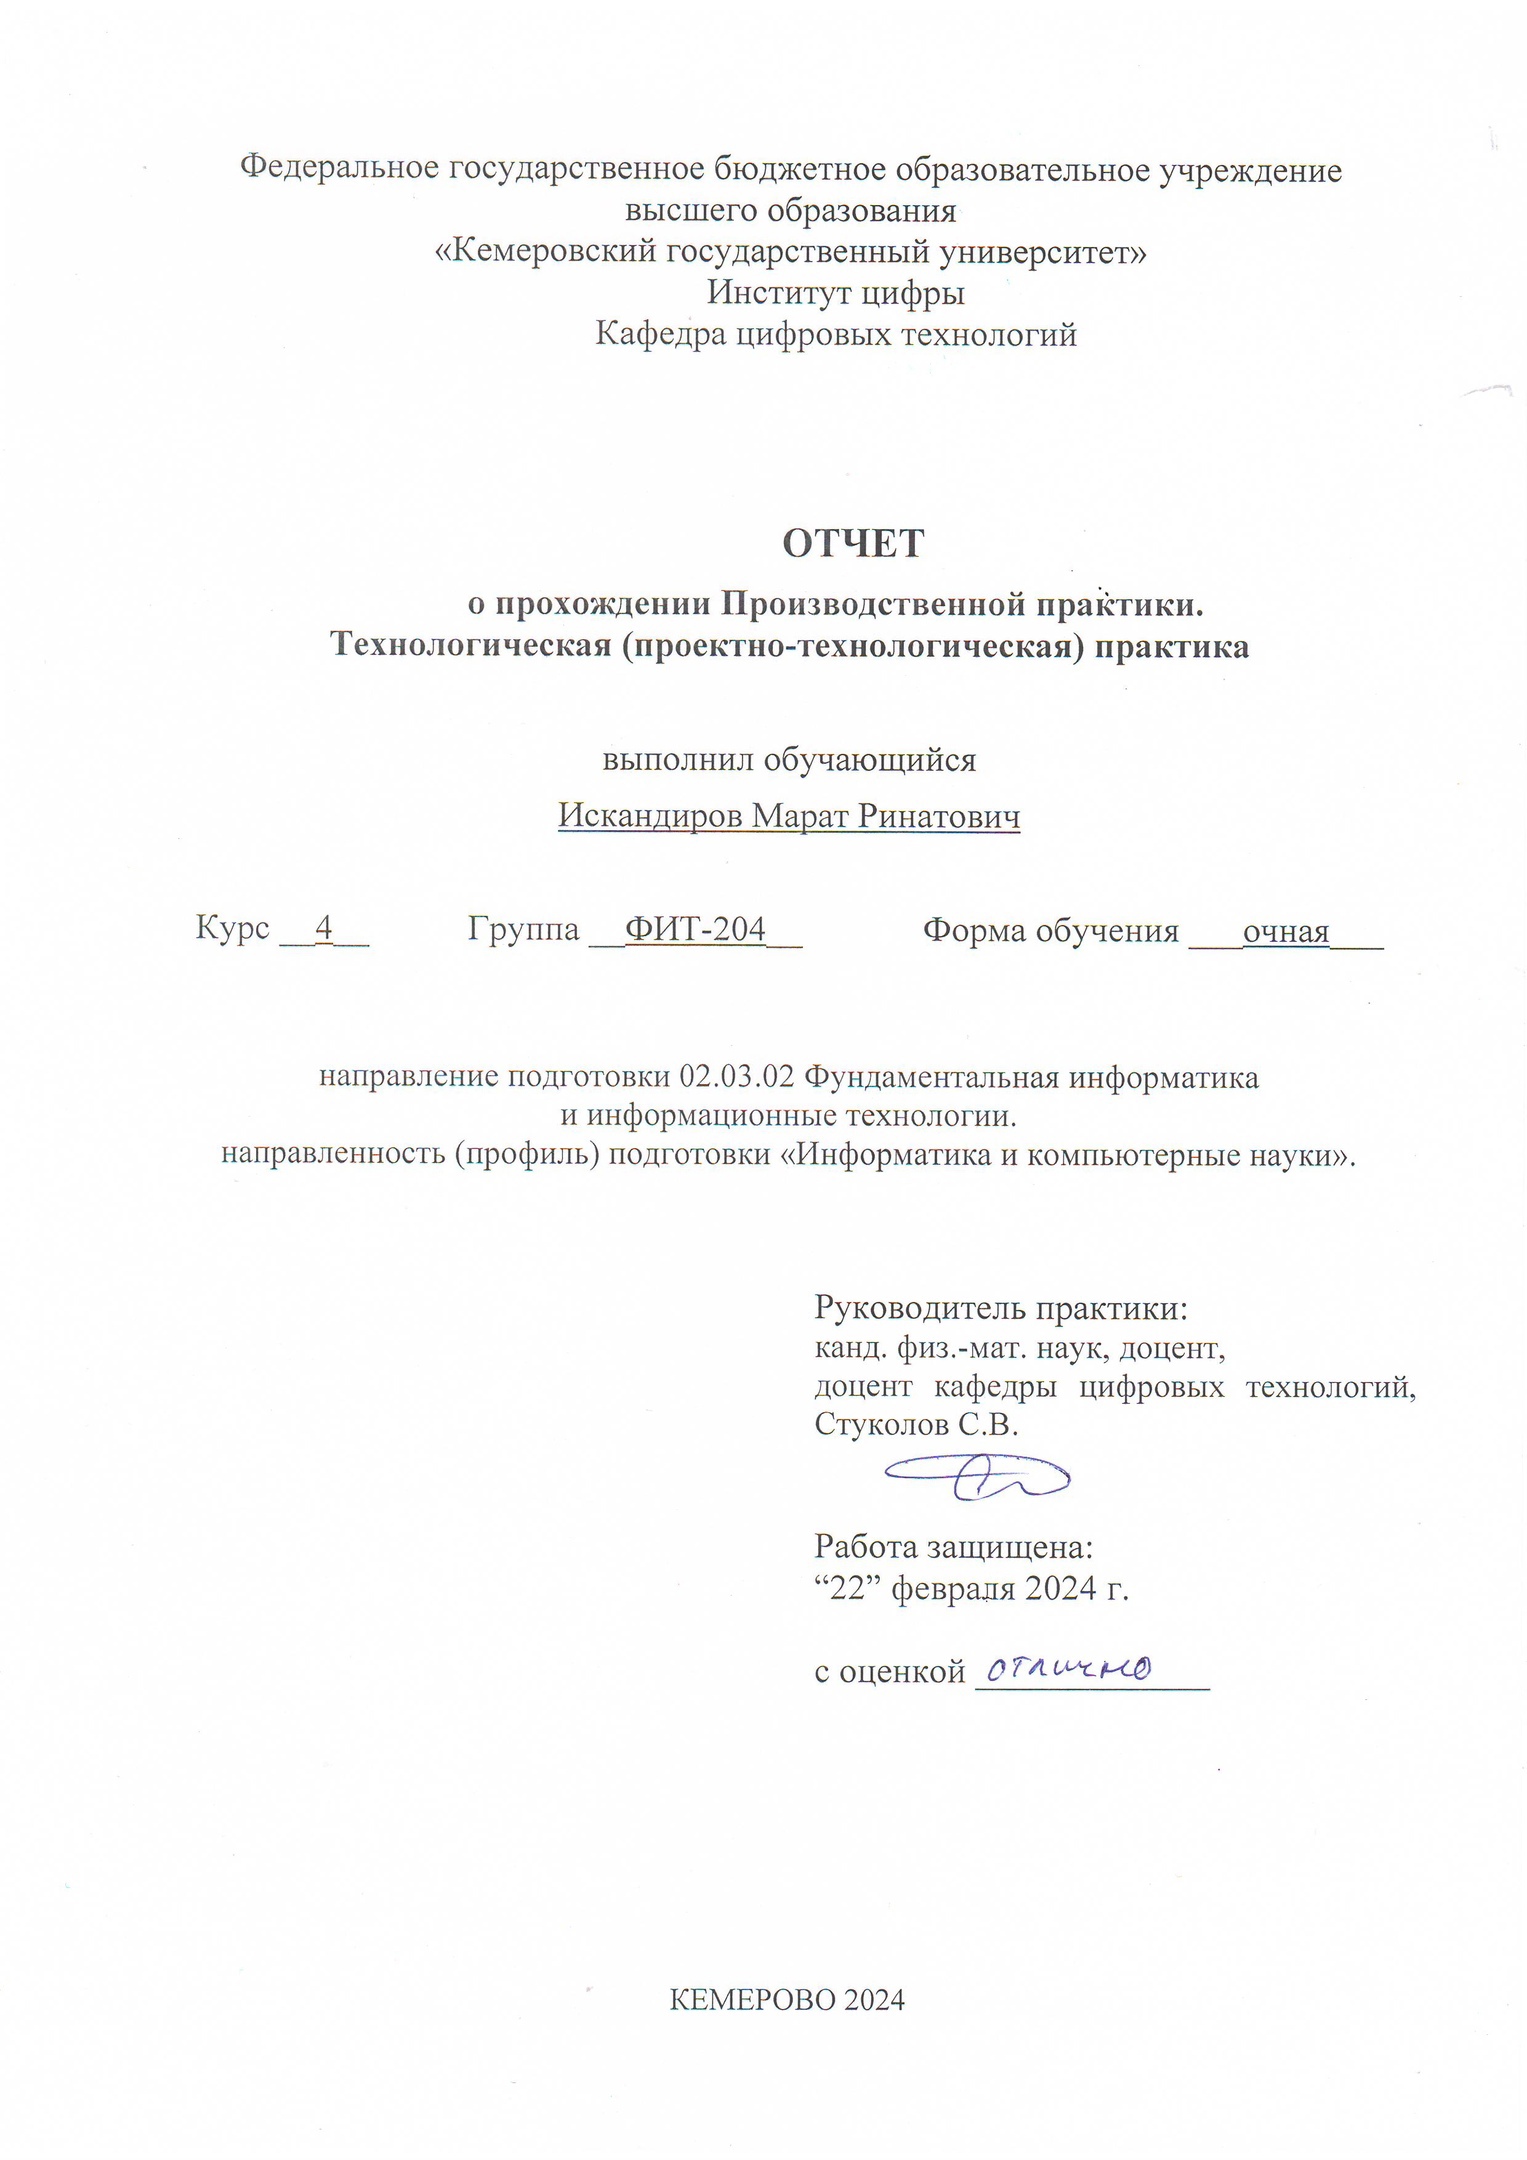 Федеральное государственное бюджетное образовательное учреждение
высшего образования
«Кемеровский государственный университет»
Институт цифры
Кафедра цифровых технологий
ОТЧЕТ
о прохождении Производственной практики.
Технологическая (проектно-технологическая) практика
выполнил обучающийся
Искандиров Марат Ринатович
Курс __4__ Группа __ФИТ-204__ Форма обучения ___очная___
направление подготовки 02.03.02 Фундаментальная информатика
и информационные технологии.
направленность (профиль) подготовки «Информатика и компьютерные науки».
Руководитель практики:
канд. физ.-мат. наук, доцент,
доцент кафедры цифровых технологий,
Стуколов С.В.
Работа защищена:
“22” февраля 2024 г.
с оценкой отлично
КЕМЕРОВО 2024